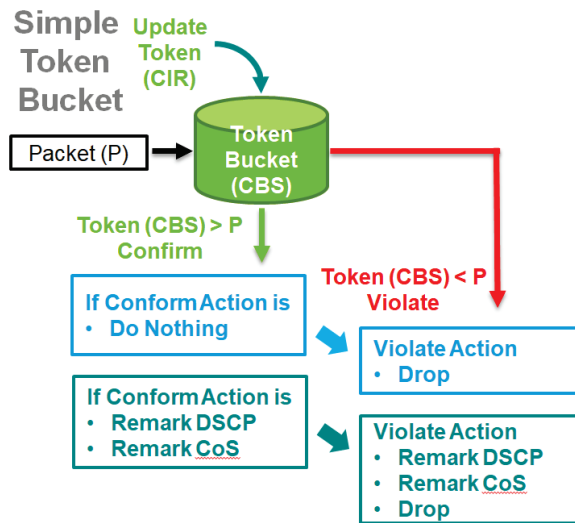 Simple
Token
Bucket
Update
Token
(CIR)
Packet (P)
Token
Bucket
(CBS)
Token (CBS) > P
Confirm
Token (CBS) < P
Violate
If Conform Action is
• Do Nothing
Violate Action
• Drop
If Conform Action is
• Remark DSCP
• Remark CoS
Violate Action
• Remark DSCP
• Remark CoS
• Drop